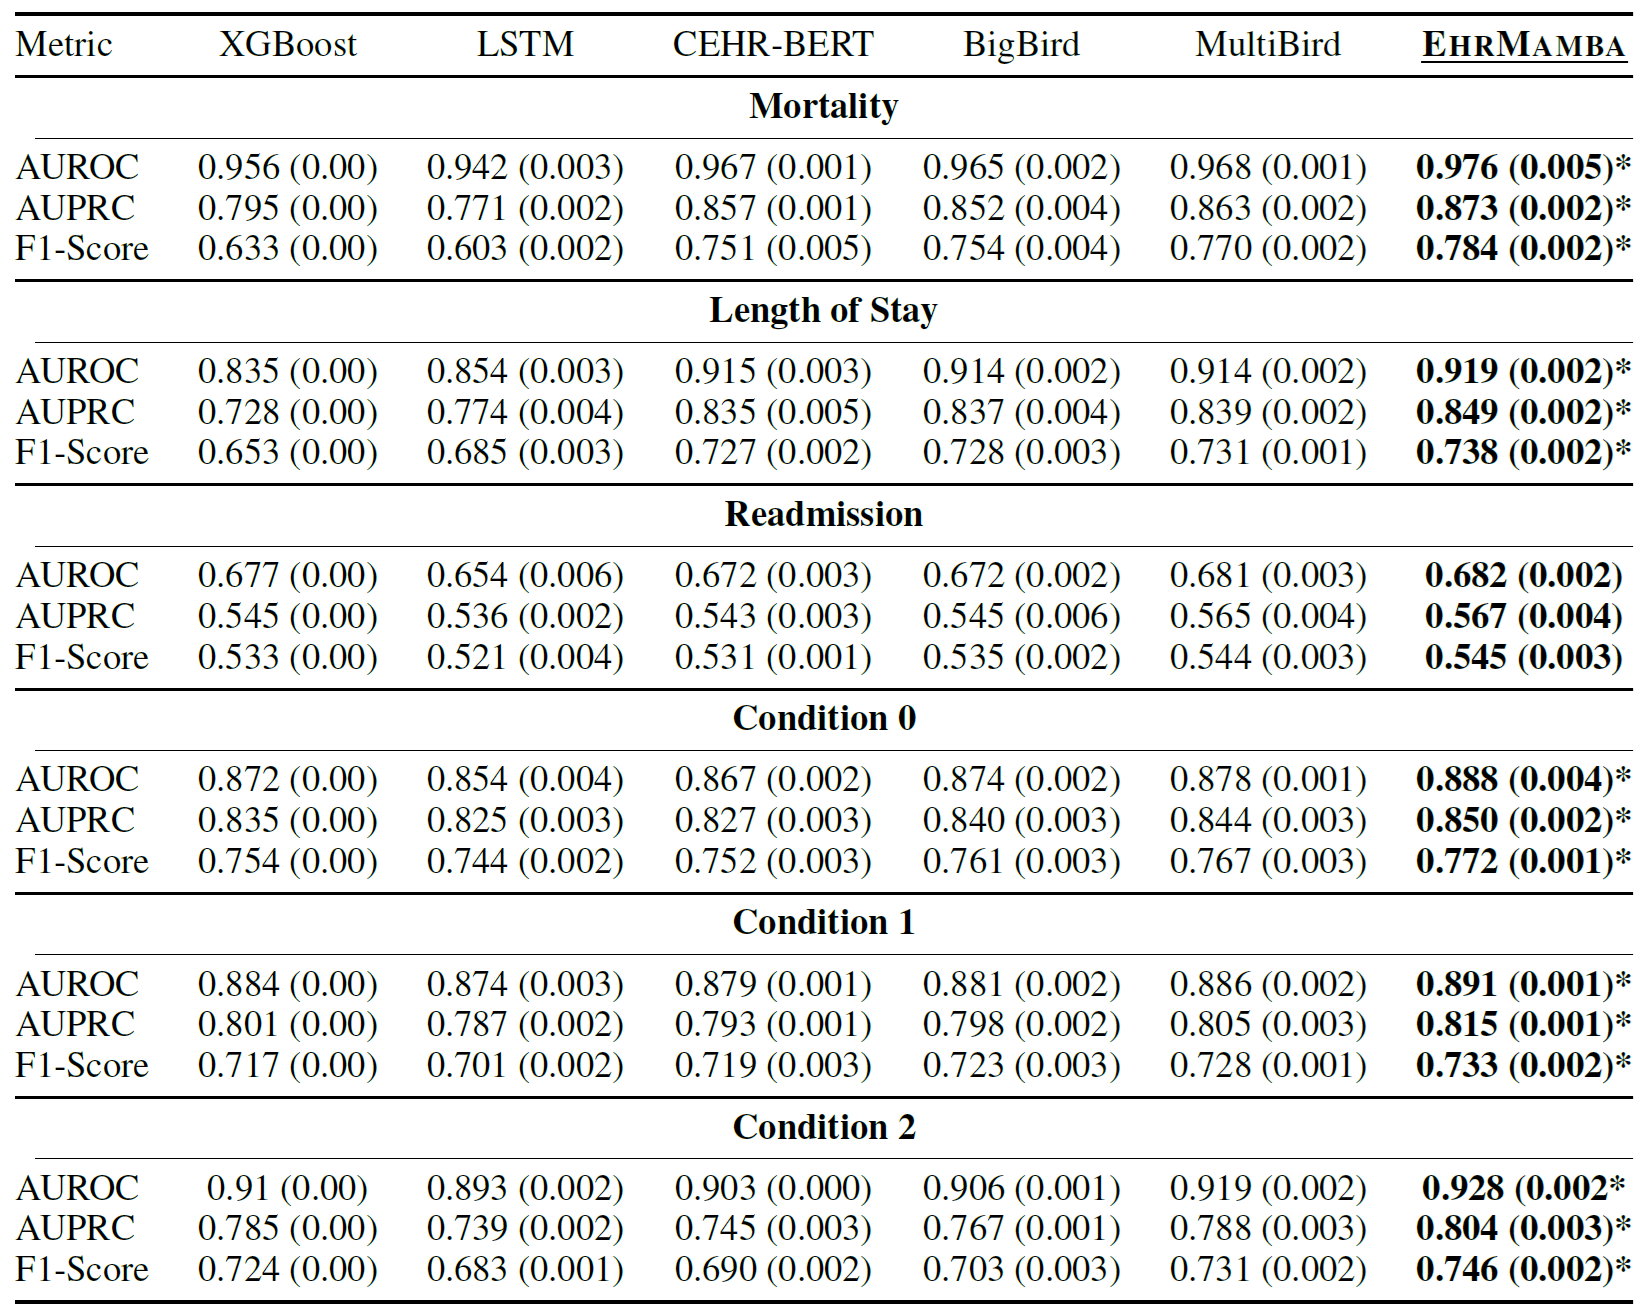 Metric XGBoost LSTM CEHR-BERT BigBird MultiBird EHRMAMBA
Mortality
AUROC 0.956 (0.00) 0.942 (0.003) 0.967 (0.001) 0.965 (0.002) 0.968 (0.001) 0.976 (0.005)*
AUPRC 0.795 (0.00) 0.771 (0.002) 0.857 (0.001) 0.852 (0.004) 0.863 (0.002) 0.873 (0.002)*
F1-Score 0.633 (0.00) 0.603 (0.002) 0.751 (0.005) 0.754 (0.004) 0.770 (0.002) 0.784 (0.002)*
Length of Stay
AUROC 0.835 (0.00) 0.854 (0.003) 0.915 (0.003) 0.914 (0.002) 0.914 (0.002) 0.919 (0.002)*
AUPRC 0.728 (0.00) 0.774 (0.004) 0.835 (0.005) 0.837 (0.004) 0.839 (0.002) 0.849 (0.002)*
F1-Score 0.653 (0.00) 0.685 (0.003) 0.727 (0.002) 0.728 (0.003) 0.731 (0.001) 0.738 (0.002)*
Readmission
AUROC 0.677 (0.00) 0.654 (0.006) 0.672 (0.003) 0.672 (0.002) 0.681 (0.003) 0.682 (0.002)
AUPRC 0.545 (0.00) 0.536 (0.002) 0.543 (0.003) 0.545 (0.006) 0.565 (0.004) 0.567 (0.004)
F1-Score 0.533 (0.00) 0.521 (0.004) 0.531 (0.001) 0.535 (0.002) 0.544 (0.003) 0.545 (0.003)
Condition 0
AUROC 0.872 (0.00) 0.854 (0.004) 0.867 (0.002) 0.874 (0.002) 0.878 (0.001) 0.888 (0.004)*
AUPRC 0.835 (0.00) 0.825 (0.003) 0.827 (0.003) 0.840 (0.003) 0.844 (0.003) 0.850 (0.002)*
F1-Score 0.754 (0.00) 0.744 (0.002) 0.752 (0.003) 0.761 (0.003) 0.767 (0.003) 0.772 (0.001)*
Condition 1
AUROC 0.884 (0.00) 0.874 (0.003) 0.879 (0.001) 0.881 (0.002) 0.886 (0.002) 0.891 (0.001)*
AUPRC 0.801 (0.00) 0.787 (0.002) 0.793 (0.001) 0.798 (0.002) 0.805 (0.003) 0.815 (0.001)*
F1-Score 0.717 (0.00) 0.701 (0.002) 0.719 (0.003) 0.723 (0.003) 0.728 (0.001) 0.733 (0.002)*
Condition 2
AUROC 0.91 (0.00) 0.893 (0.002) 0.903 (0.000) 0.906 (0.001) 0.919 (0.002) 0.928 (0.002*
AUPRC 0.785 (0.00) 0.739 (0.002) 0.745 (0.003) 0.767 (0.001) 0.788 (0.003) 0.804 (0.003)*
F1-Score 0.724 (0.00) 0.683 (0.001) 0.690 (0.002) 0.703 (0.003) 0.731 (0.002) 0.746 (0.002)*